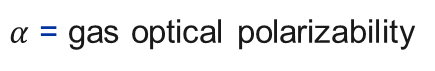 α = gas optical polarizability